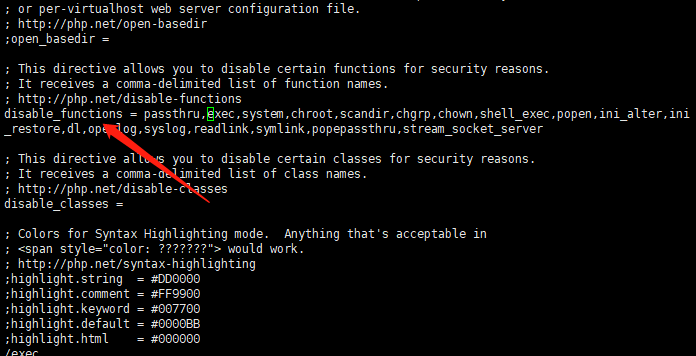 ; or per-virtualhost web server configuration file.
; http://php.net/open-basedir
;open_basedir =
; This directive allows you to disable certain functions for security reasons.
; It receives a comma-delimited list of function names.
; http://php.net/disable-functions
disable_functions = passthru,exec,system,chroot,scandir,chgrp,chown,shell_exec,popen,ini_alter,ini
_restore,dl,openlog,syslog,readlink,symlink,popepassthru,stream_socket_server
; This directive allows you to disable certain classes for security reasons.
; It receives a comma-delimited list of class names.
; http://php.net/disable-classes
disable_classes =
; Colors for Syntax Highlighting mode.  Anything that's acceptable in
; <span style="color: ???????"> would work.
; http://php.net/syntax-highlighting
;highlight.string  = #DD0000
;highlight.comment = #FF9900
;highlight.keyword = #007700
;highlight.default = #0000BB
;highlight.html    = #000000
/exec